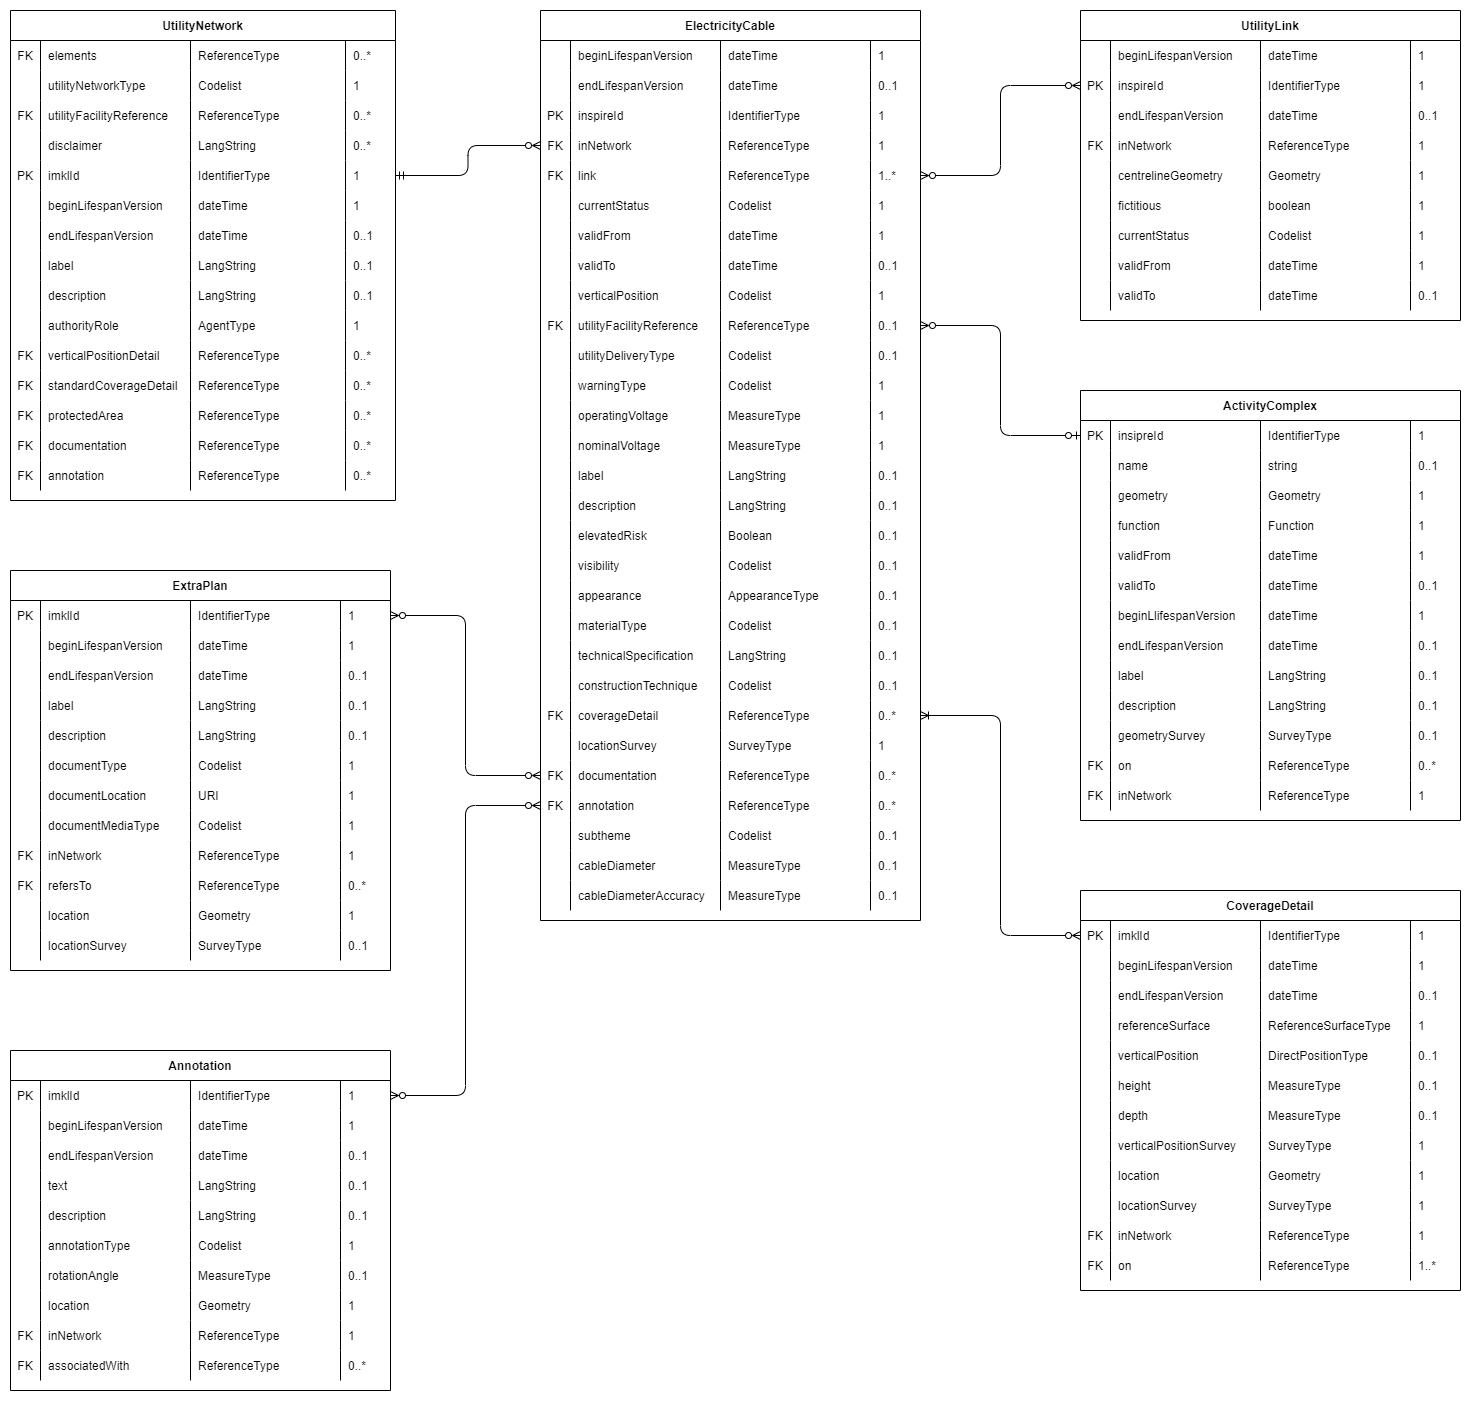 UtilityNetwork
FK elements ReferenceType 0..*
utilityNetworkType Codelist 1
FK utilityFacilityReference ReferenceType 0..*
disclaimer LangString 0..*
PK imklId IdentifierType 1
beginLifespanVersion dateTime 1
endLifespanVersion dateTime 0..1
label LangString 0..1
description LangString 0..1
authorityRole AgentType 1
FK verticalPositionDetail ReferenceType 0..*
FK standardCoverageDetail ReferenceType 0..*
FK protectedArea ReferenceType 0..*
FK documentation ReferenceType 0..*
FK annotation ReferenceType 0..*
ExtraPlan
PK imklId IdentifierType 1
beginLifespanVersion dateTime 1
endLifespanVersion dateTime 0..1
label LangString 0..1
description LangString 0..1
documentType Codelist 1
documentLocation URI 1
documentMediaType Codelist 1
FK inNetwork ReferenceType 1
FK refersTo ReferenceType 0..*
location Geometry 1
locationSurvey SurveyType 0..1
Annotation
PK imklId IdentifierType 1
beginLifespanVersion dateTime 1
endLifespanVersion dateTime 0..1
text LangString 0..1
description LangString 0..1
annotationType Codelist 1
rotationAngle MeasureType 0..1
location Geometry 1
FK inNetwork ReferenceType 1
FK associatedWith ReferenceType 0..*
ElectricityCable
beginLifespanVersion dateTime 1
endLifespanVersion dateTime 0..1
PK inspireId IdentifierType 1
FK inNetwork ReferenceType 1
FK link ReferenceType 1..*
currentStatus Codelist 1
validFrom dateTime 1
validTo dateTime 0..1
verticalPosition Codelist 1
FK utilityFacilityReference ReferenceType 0..1
utilityDeliveryType Codelist 0..1
warningType Codelist 1
operatingVoltage MeasureType 1
nominalVoltage MeasureType 1
label LangString 0..1
description LangString 0..1
elevatedRisk Boolean 0..1
visibility Codelist 0..1
appearance AppearanceType 0..1
materialType Codelist 0..1
technicalSpecification LangString 0..1
constructionTechnique Codelist 0..1
FK coverageDetail ReferenceType 0..*
locationSurvey SurveyType 1
FK documentation ReferenceType 0..*
FK annotation ReferenceType 0..*
subtheme Codelist 0..1
cableDiameter MeasureType 0..1
cableDiameterAccuracy MeasureType 0..1
UtilityLink
beginLifespanVersion dateTime 1
PK inspireId IdentifierType 1
endLifespanVersion dateTime 0..1
FK inNetwork ReferenceType 1
centrelineGeometry Geometry 1
fictitious boolean 1
currentStatus Codelist 1
validFrom dateTime 1
validTo dateTime 0..1
ActivityComplex
PK insipreId IdentifierType 1
name string 0..1
geometry Geometry 1
function Function 1
validFrom dateTime 1
validTo dateTime 0..1
beginLlifespanVersion dateTime 1
endLifespanVersion dateTime 0..1
label LangString 0..1
description LangString 0..1
geometrySurvey SurveyType 0..1
FK on ReferenceType 0..*
FK inNetwork ReferenceType 1
CoverageDetail
PK imklId IdentifierType 1
beginLifespanVersion dateTime 1
endLifespanVersion dateTime 0..1
referenceSurface ReferenceSurfaceType 1
verticalPosition DirectPositionType 0..1
height MeasureType 0..1
depth MeasureType 0..1
verticalPositionSurvey SurveyType 1
location Geometry 1
locationSurvey SurveyType 1
FK inNetwork ReferenceType 1
FK on ReferenceType 1..*